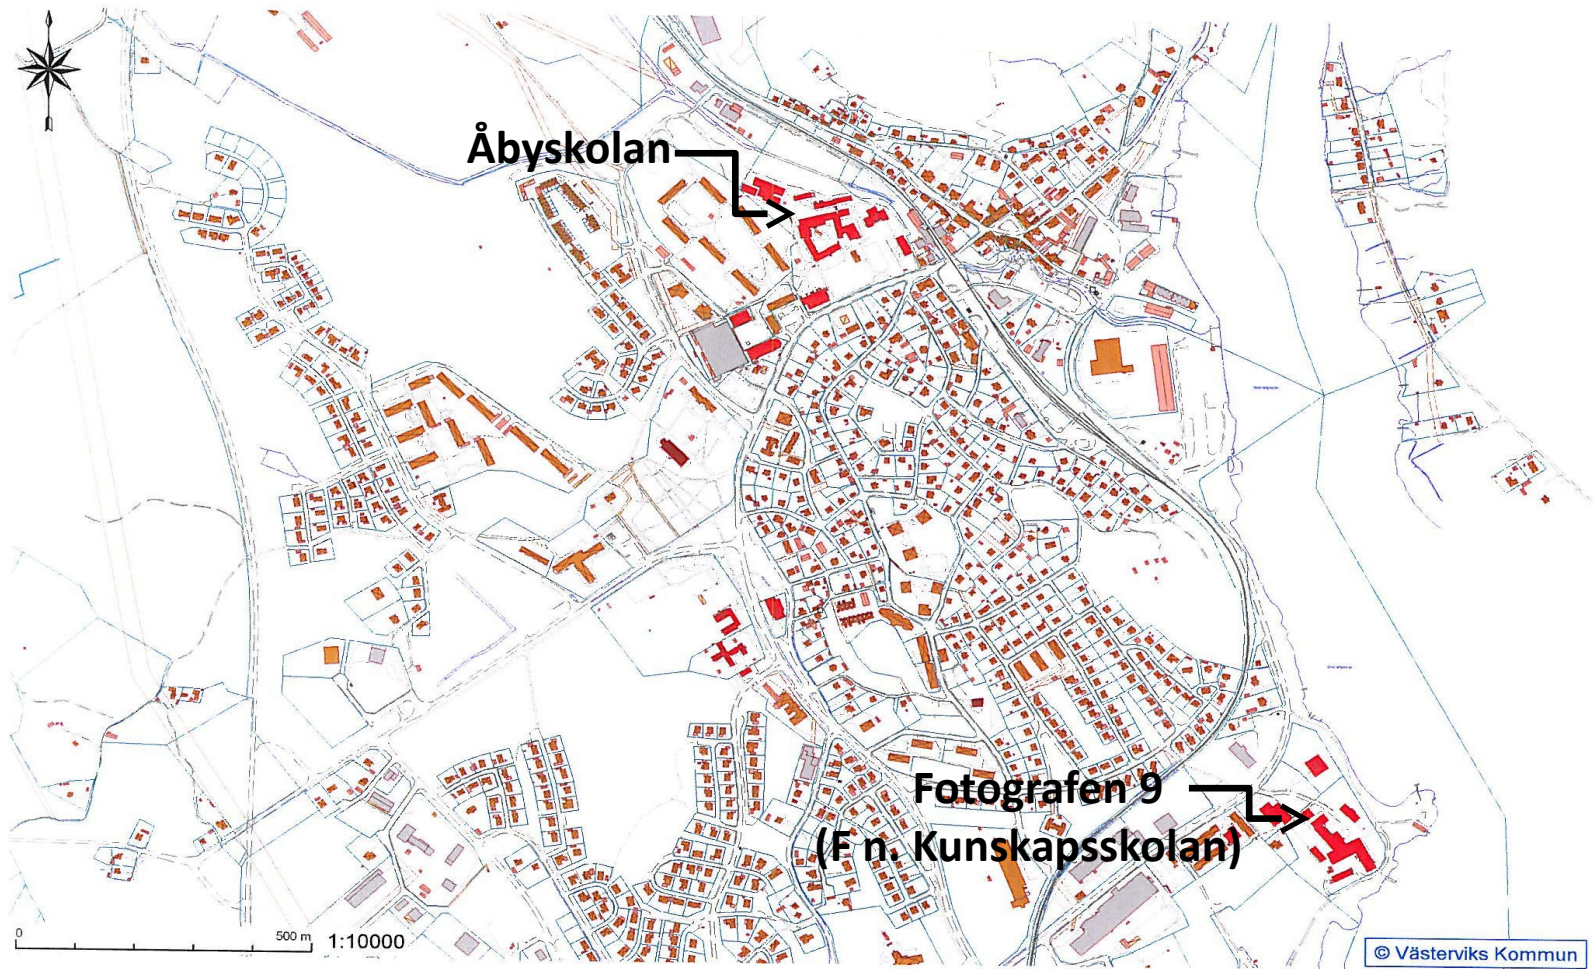 Åbyskolan
Fotografen 9
(F n. Kunskapsskolan)
0
500 m
1:10000
© Västerviks Kommun